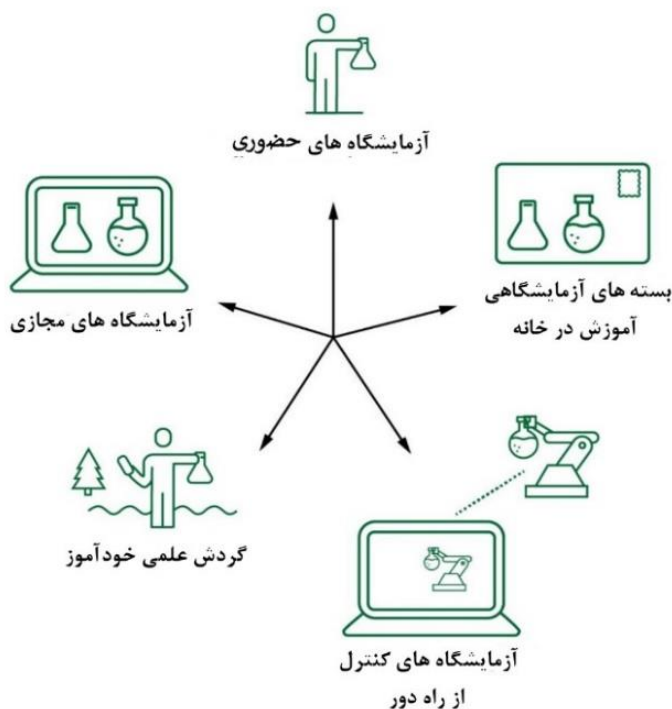 آزمایشگاه های حضوري
آزمایشگاه های مجازی
بسته های آزمایشگاهی
آموزش در خانه
گردش علمی خودآموز
آزمایشگاه های کنترل
از راه دور